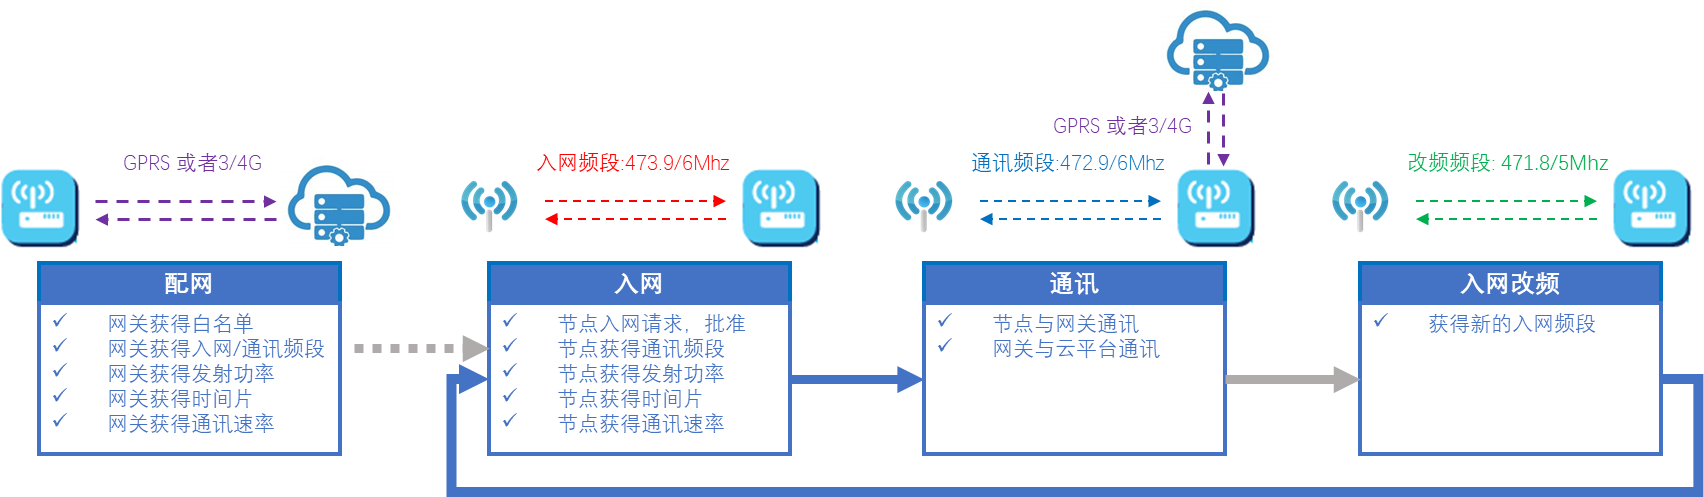 GPRS 或者3/4G
GPRS 或者3/4G
入网频段:473.9/6Mhz
通讯频段:472.9/6Mhz
改频频段: 471.8/5Mhz
配网
✓ 网关获得白名单
✓ 网关获得入网/通讯频段
✓ 网关获得发射功率
✓ 网关获得时间片
✓ 网关获得通讯速率
入网
✓ 节点入网请求，批准
✓ 节点获得通讯频段
✓ 节点获得发射功率
✓ 节点获得时间片
✓ 节点获得通讯速率
通讯
✓ 节点与网关通讯
✓ 网关与云平台通讯
入网改频
✓ 获得新的入网频段